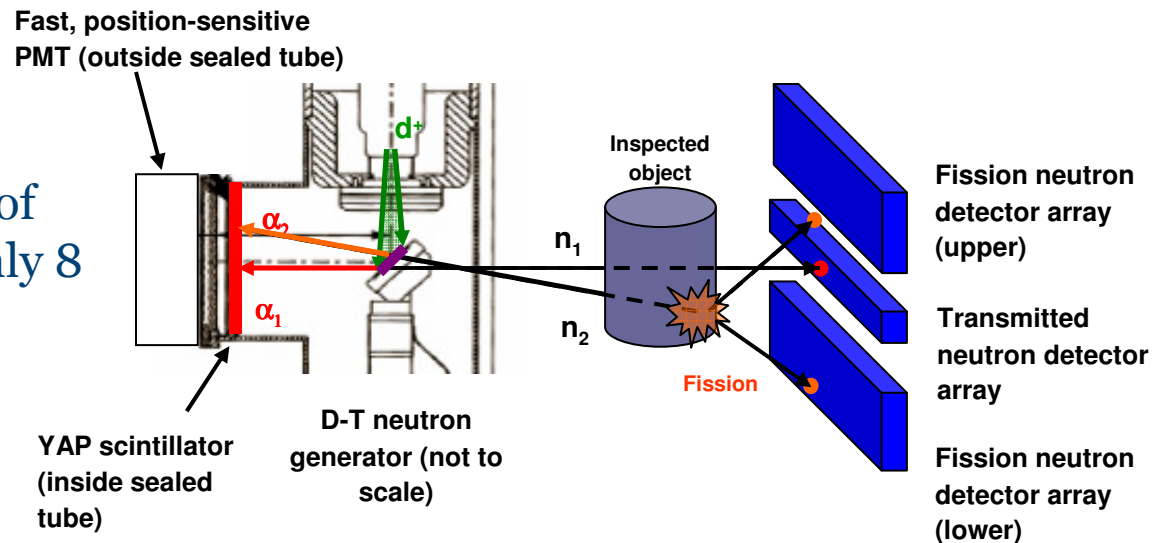 Fast, position-sensitive
PMT (outside sealed tube)
of
ly 8
d+
α2
α1
Inspected
object
n1
n2
Fission
Fission neutron
detector array
(upper)
Transmitted
neutron detector
array
Fission neutron
detector array
(lower)
D-T neutron
generator (not to
scale)
YAP scintillator
(inside sealed
tube)